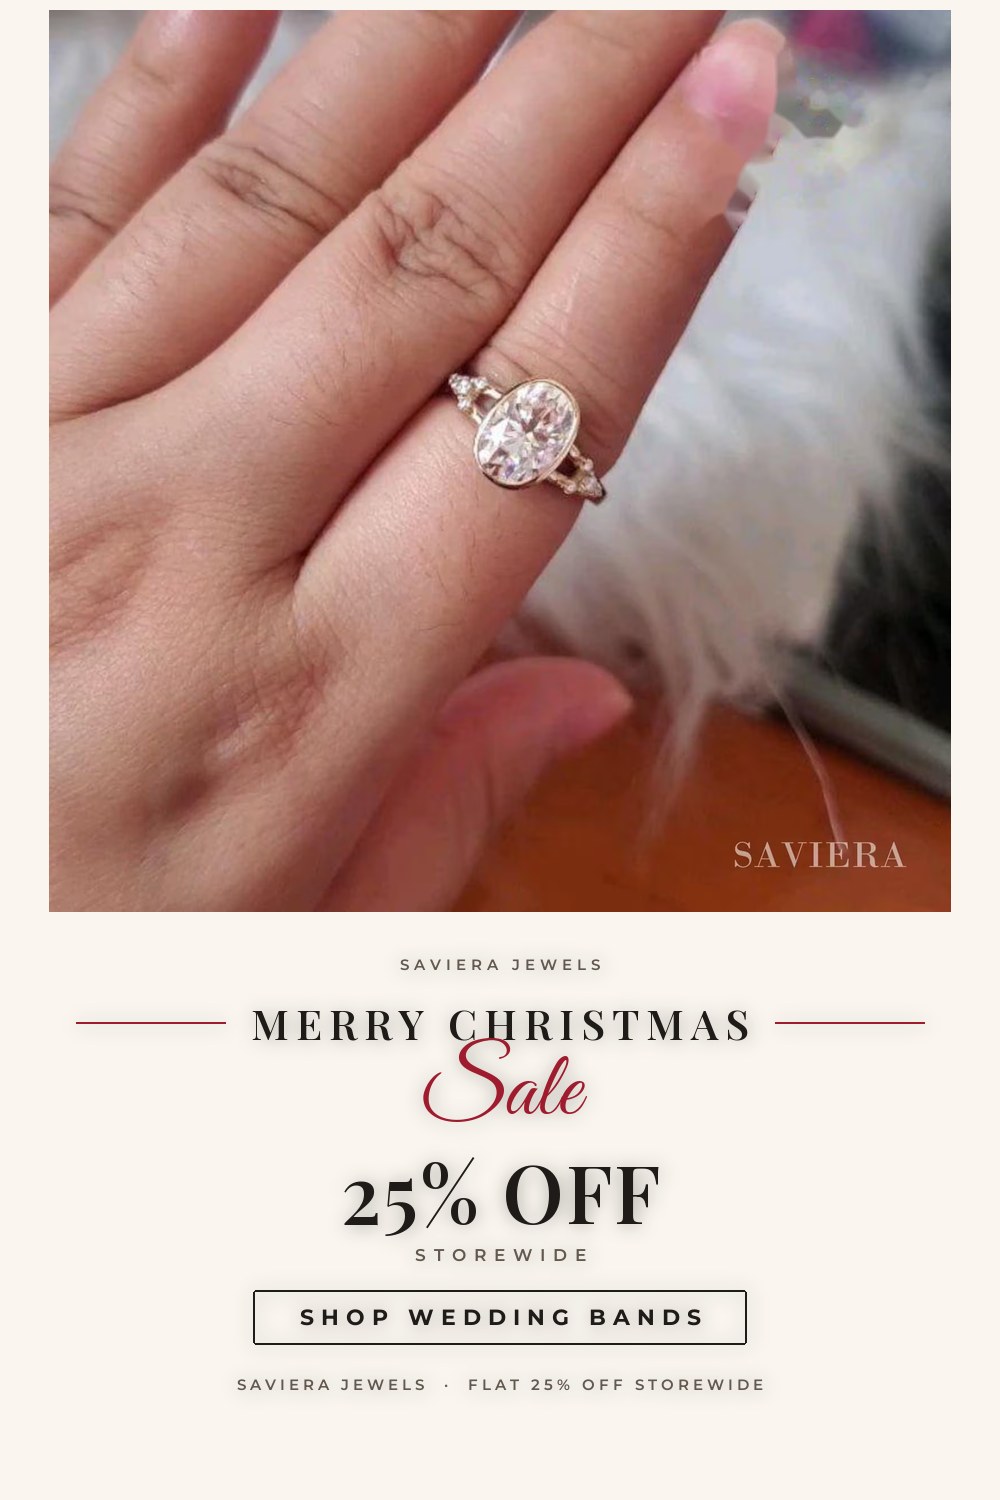 SAVIERA
SAVIERA JEWELS
MERRY CHRISTMAS
Sale
25% OFF
STOREWIDE
SHOP WEDDING BANDS
SAVIERA JEWELS · FLAT 25% OFF STOREWIDE